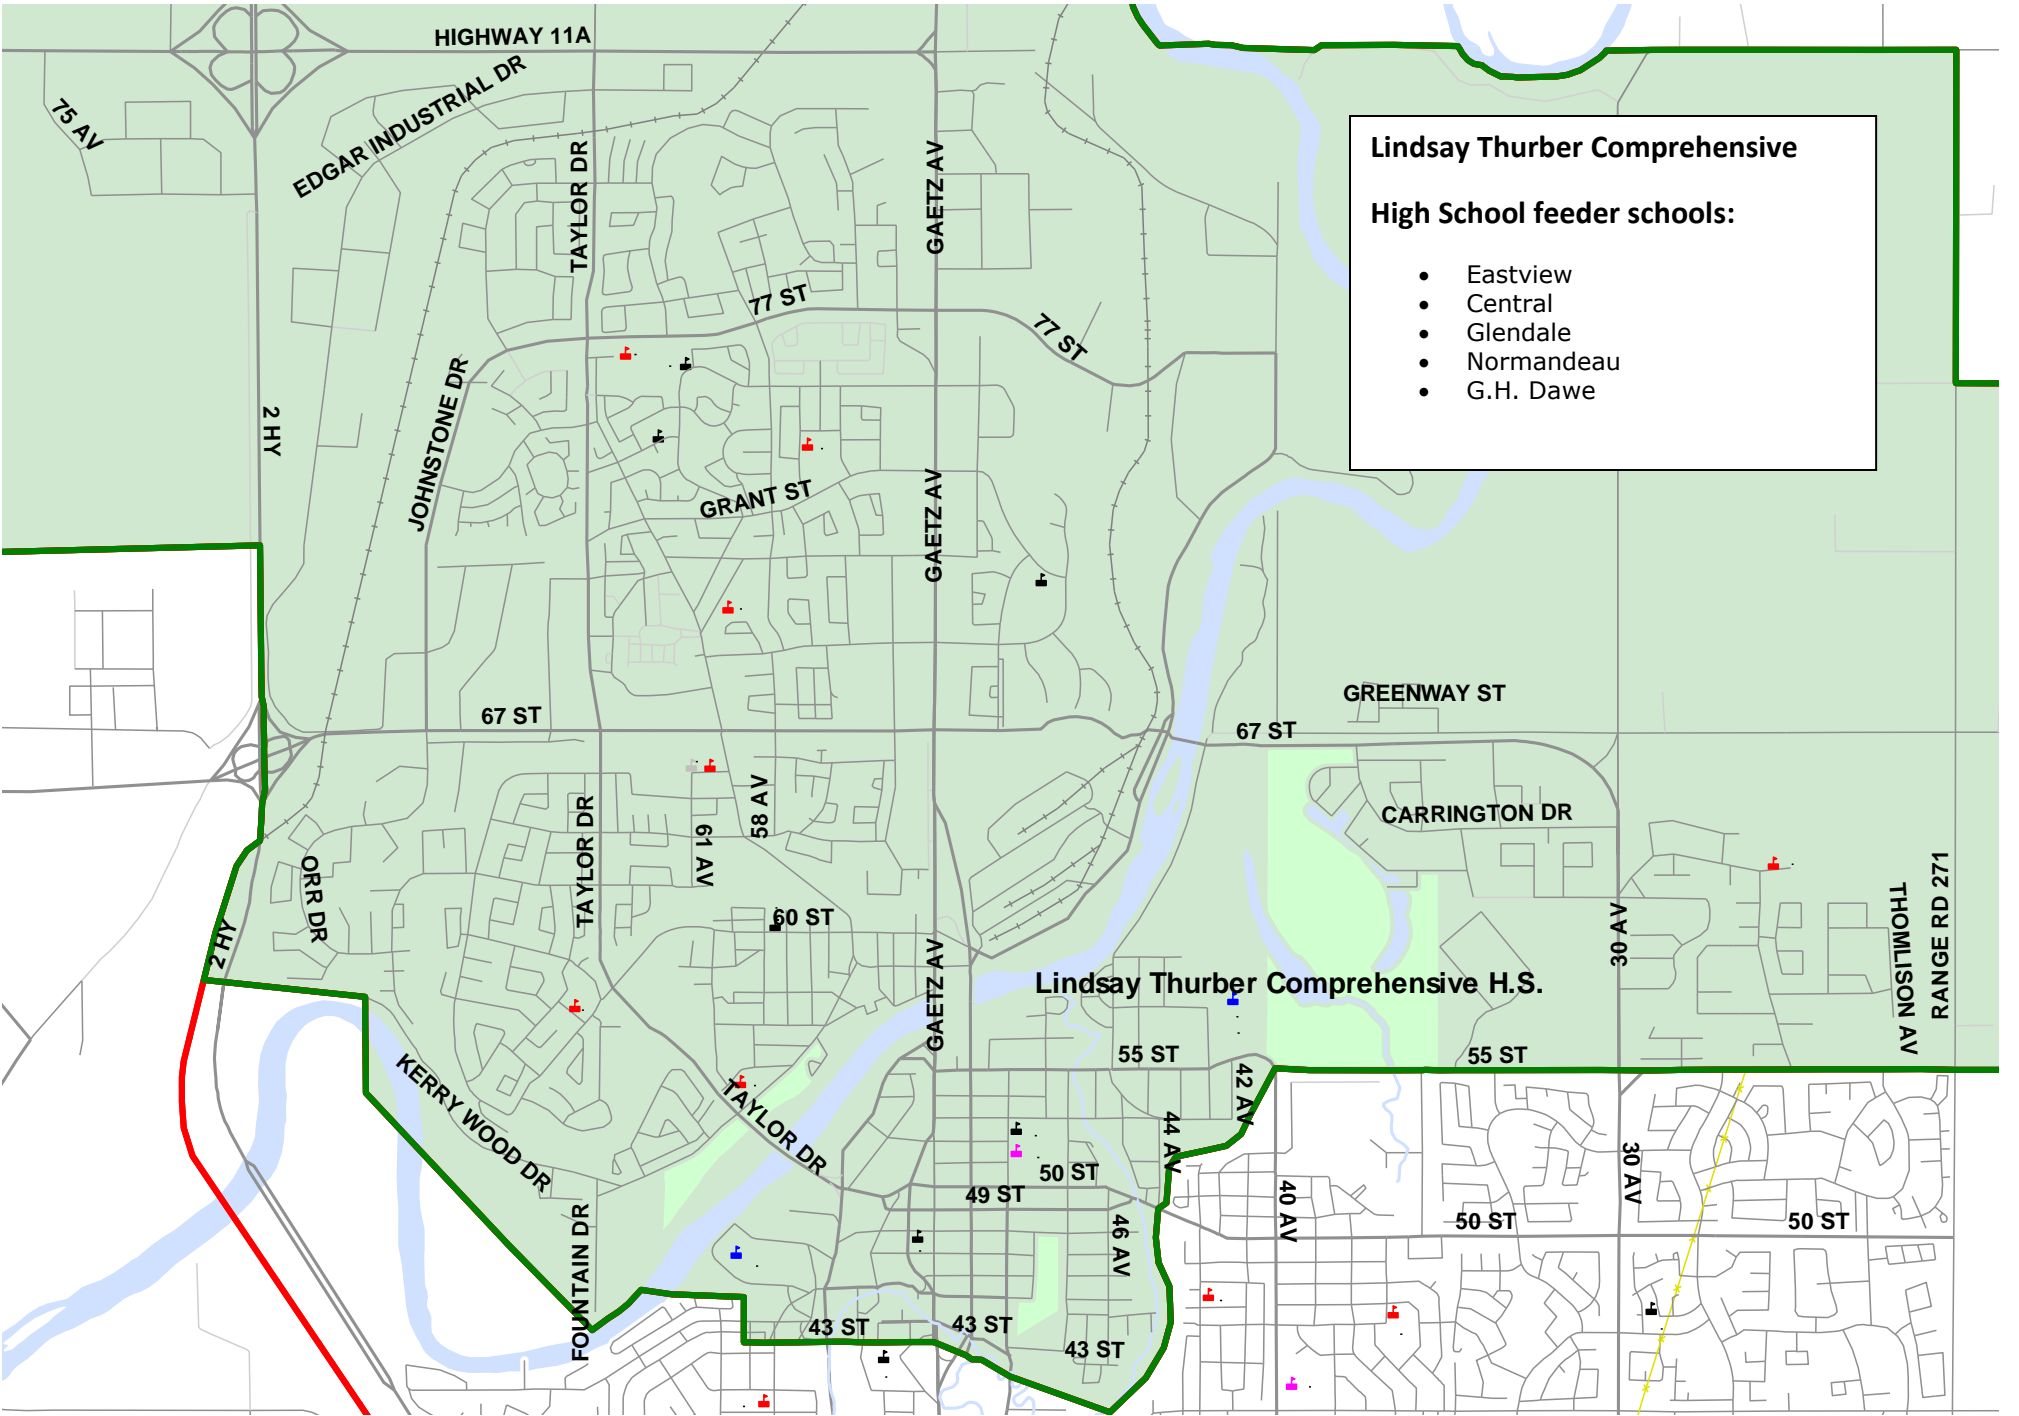 HIGHWAY 11A
EDGAR INDUSTRIAL DR
75 AV
TAYLOR DR
GAETZ AV
Lindsay Thurber Comprehensive
High School feeder schools:
• Eastview
• Central
• Glendale
• Normandeau
• G.H. Dawe
77 ST
77 ST
JOHNSTONE DR
2 HY
GRANT ST
GAETZ AV
67 ST
GREENWAY ST
67 ST
CARRINGTON DR
58 AV
61 AV
TAYLOR DR
ORR DR
2 HY
60 ST
30 AV
THOMLISON AV
RANGE RD 271
GAETZ AV
Lindsay Thurber Comprehensive H.S.
55 ST
55 ST
42 AV
44 AV
KERRY WOOD DR
TAYLOR DR
50 ST
49 ST
46 AV
40 AV
30 AV
50 ST
50 ST
FOUNTAIN DR
43 ST
43 ST
43 ST